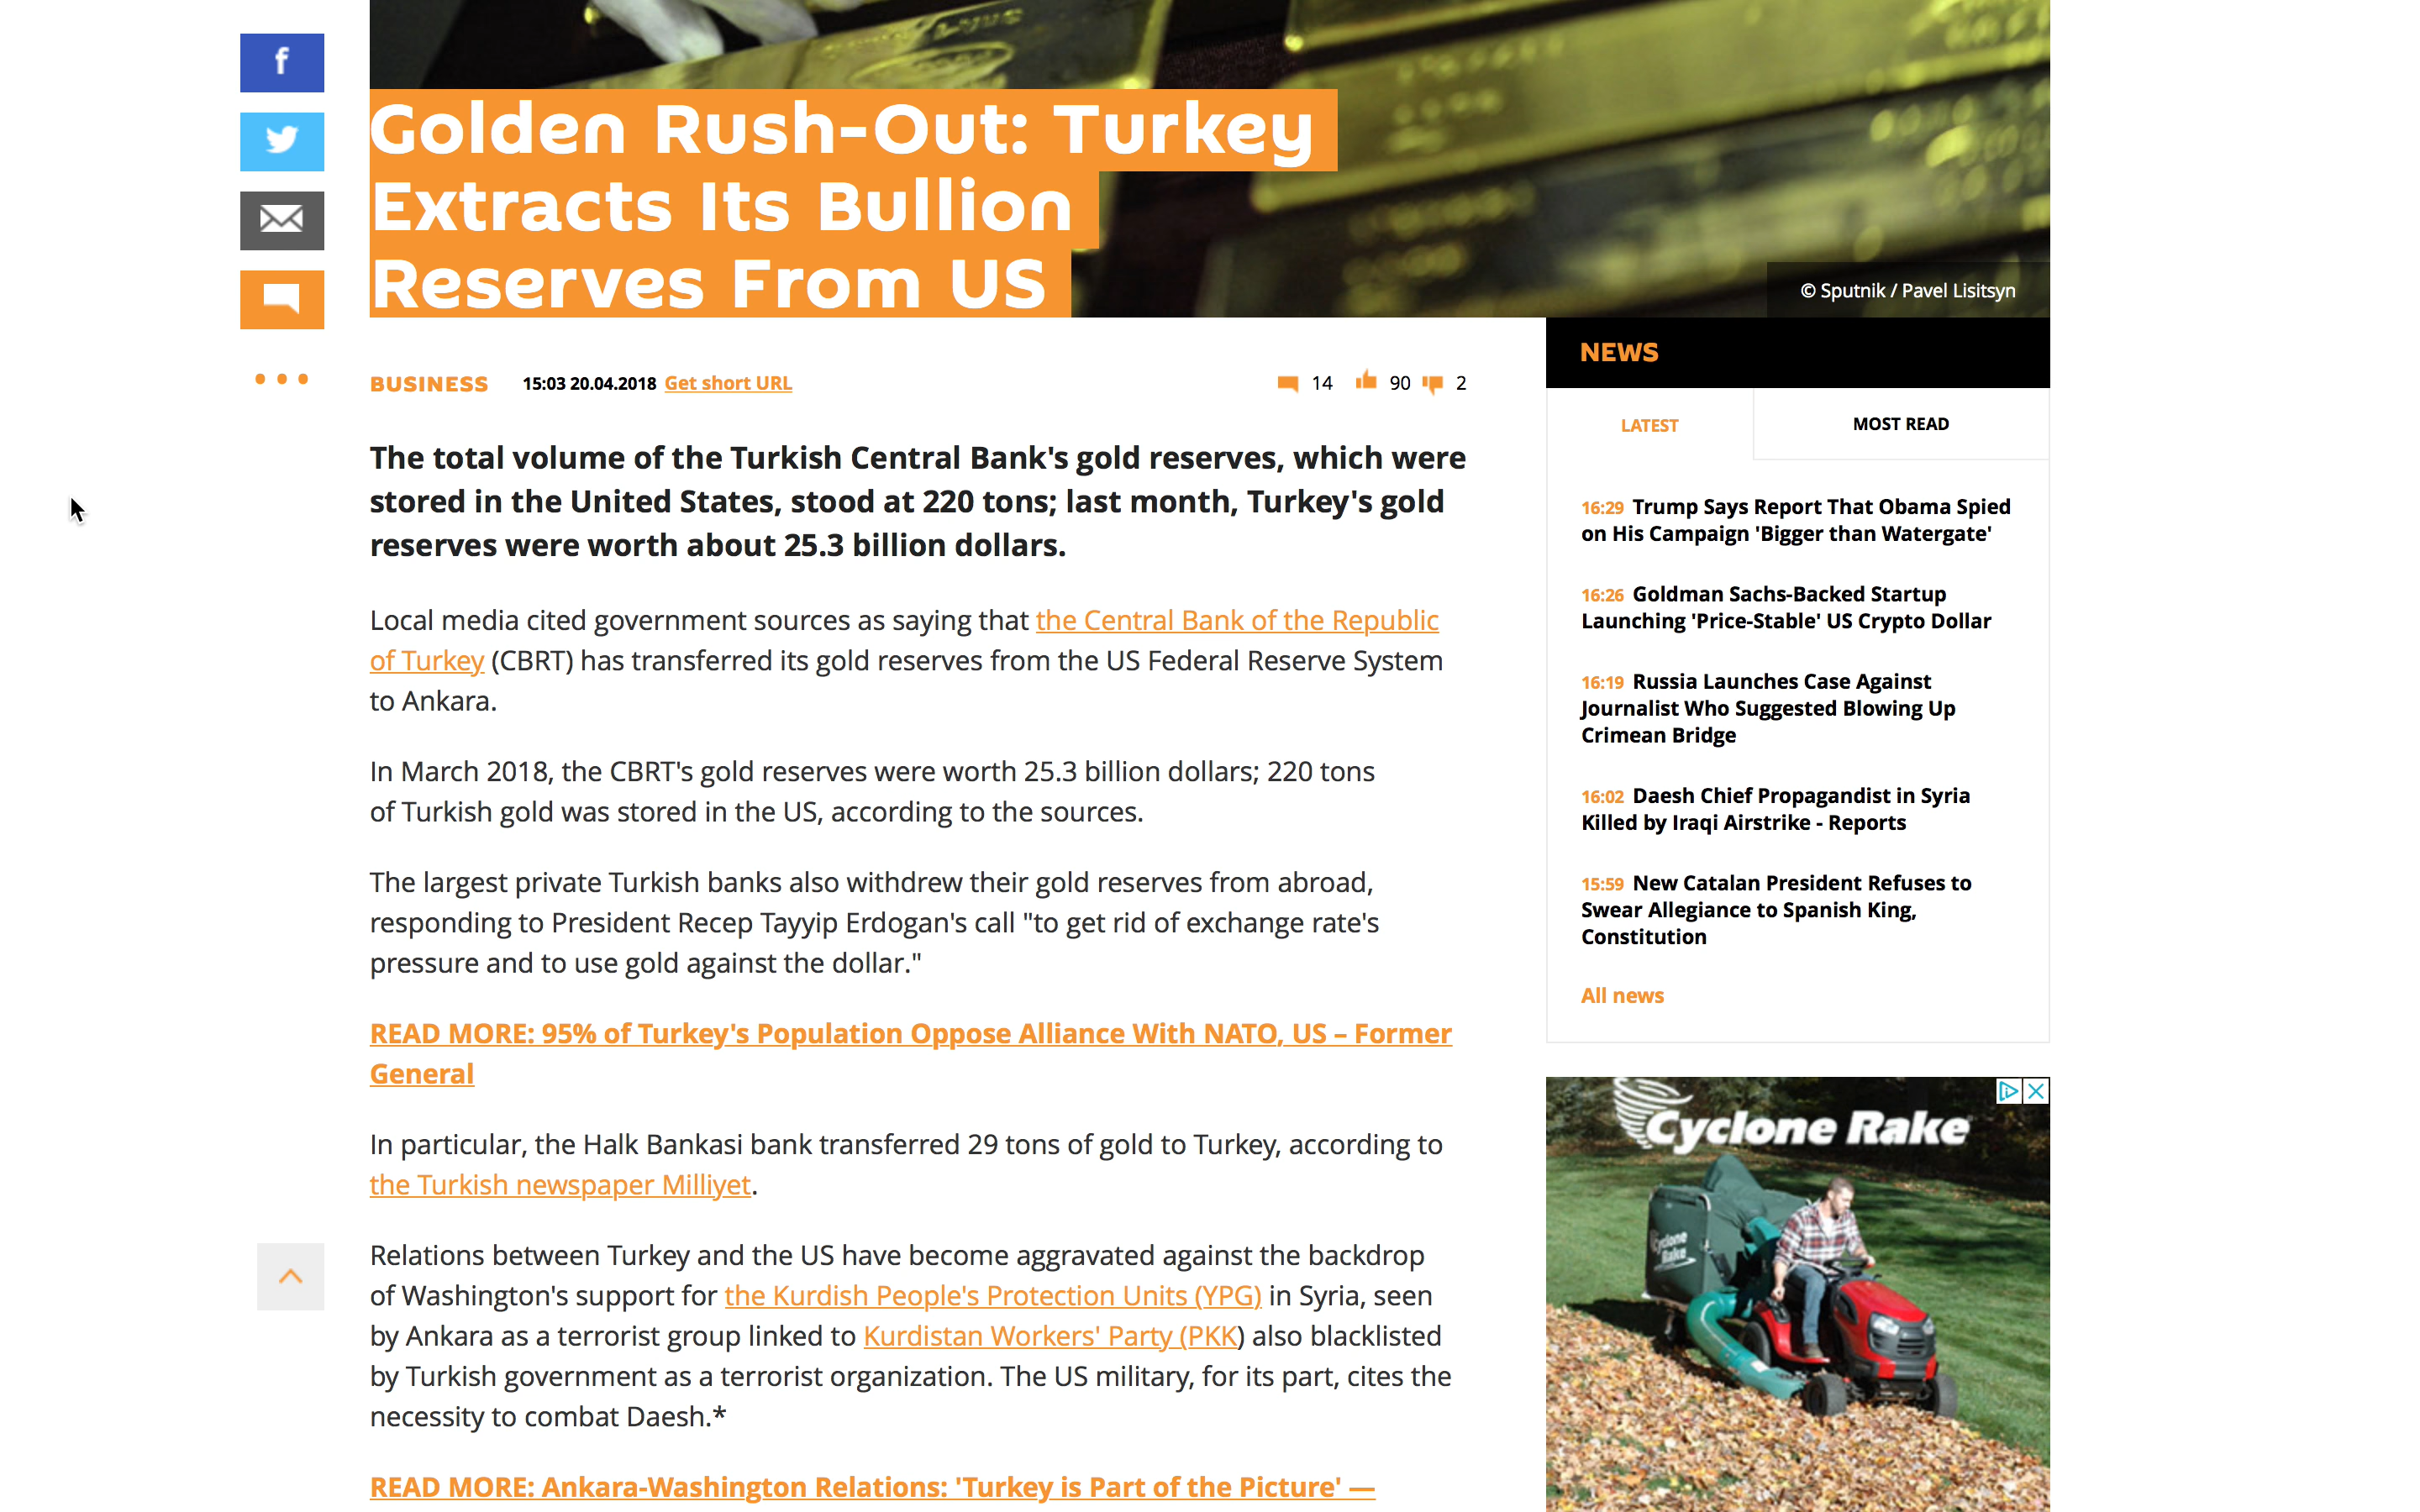 Golden Rush-Out: Turkey
Extracts Its Bullion
Reserves From US
© Sputnik / Pavel Lisitsyn
BUSINESS 15:03 20.04.2018 Get short URL
14 90 2
The total volume of the Turkish Central Bank's gold reserves, which were
stored in the United States, stood at 220 tons; last month, Turkey's gold
reserves were worth about 25.3 billion dollars.
Local media cited government sources as saying that the Central Bank of the Republic
of Turkey (CBRT) has transferred its gold reserves from the US Federal Reserve System
to Ankara.
In March 2018, the CBRT's gold reserves were worth 25.3 billion dollars; 220 tons
of Turkish gold was stored in the US, according to the sources.
The largest private Turkish banks also withdrew their gold reserves from abroad,
responding to President Recep Tayyip Erdogan's call "to get rid of exchange rate's
pressure and to use gold against the dollar."
READ MORE: 95% of Turkey's Population Oppose Alliance With NATO, US – Former
General
In particular, the Halk Bankasi bank transferred 29 tons of gold to Turkey, according to
the Turkish newspaper Milliyet.
Relations between Turkey and the US have become aggravated against the backdrop
of Washington's support for the Kurdish People's Protection Units (YPG) in Syria, seen
by Ankara as a terrorist group linked to Kurdistan Workers' Party (PKK) also blacklisted
by Turkish government as a terrorist organization. The US military, for its part, cites the
necessity to combat Daesh.*
READ MORE: Ankara-Washington Relations: 'Turkey is Part of the Picture' —
NEWS
LATEST
MOST READ
16:29 Trump Says Report That Obama Spied
on His Campaign 'Bigger than Watergate'
16:26 Goldman Sachs-Backed Startup
Launching 'Price-Stable' US Crypto Dollar
16:19 Russia Launches Case Against
Journalist Who Suggested Blowing Up
Crimean Bridge
16:02 Daesh Chief Propagandist in Syria
Killed by Iraqi Airstrike - Reports
15:59 New Catalan President Refuses to
Swear Allegiance to Spanish King,
Constitution
All news
Cyclone Rake
Cyclone
Rake